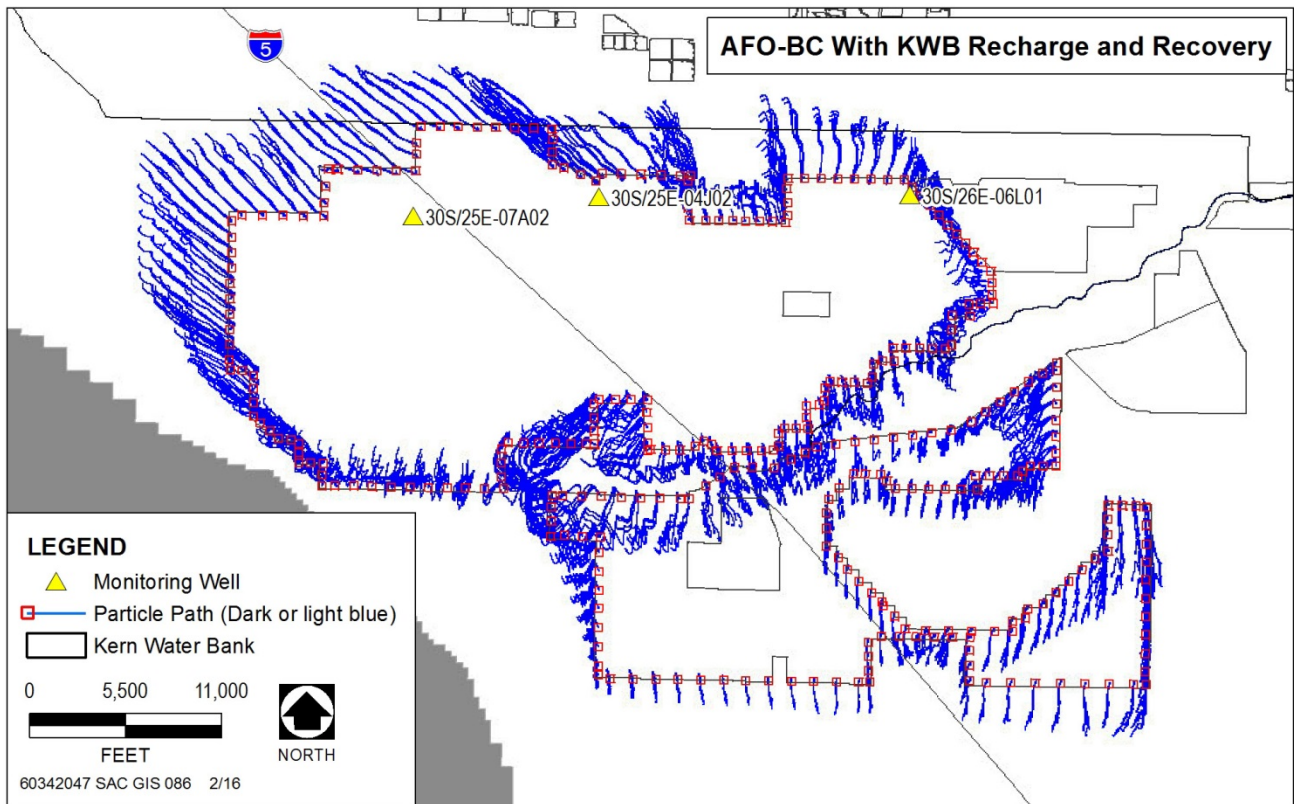 5
AFO-BC With KWB Recharge and Recovery
30S/25E-07A02
30S/25E-04J02
30S/26E-06L01
LEGEND
Monitoring Well
Particle Path (Dark or light blue)
Kern Water Bank
0 5,500 11,000
FEET
NORTH
60342047 SAC GIS 086 2/16